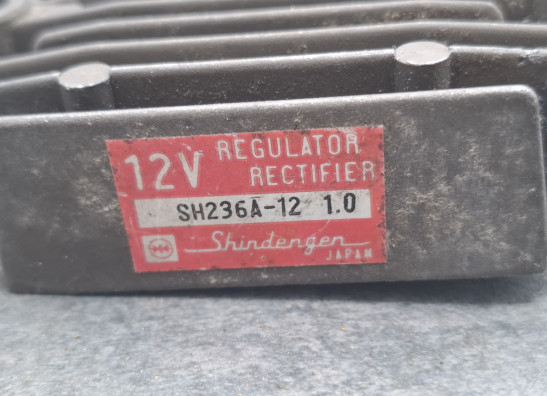 12V REGULATOR
RECTIFIER
SH236A-12 1.0
Shindengen
JAPAN